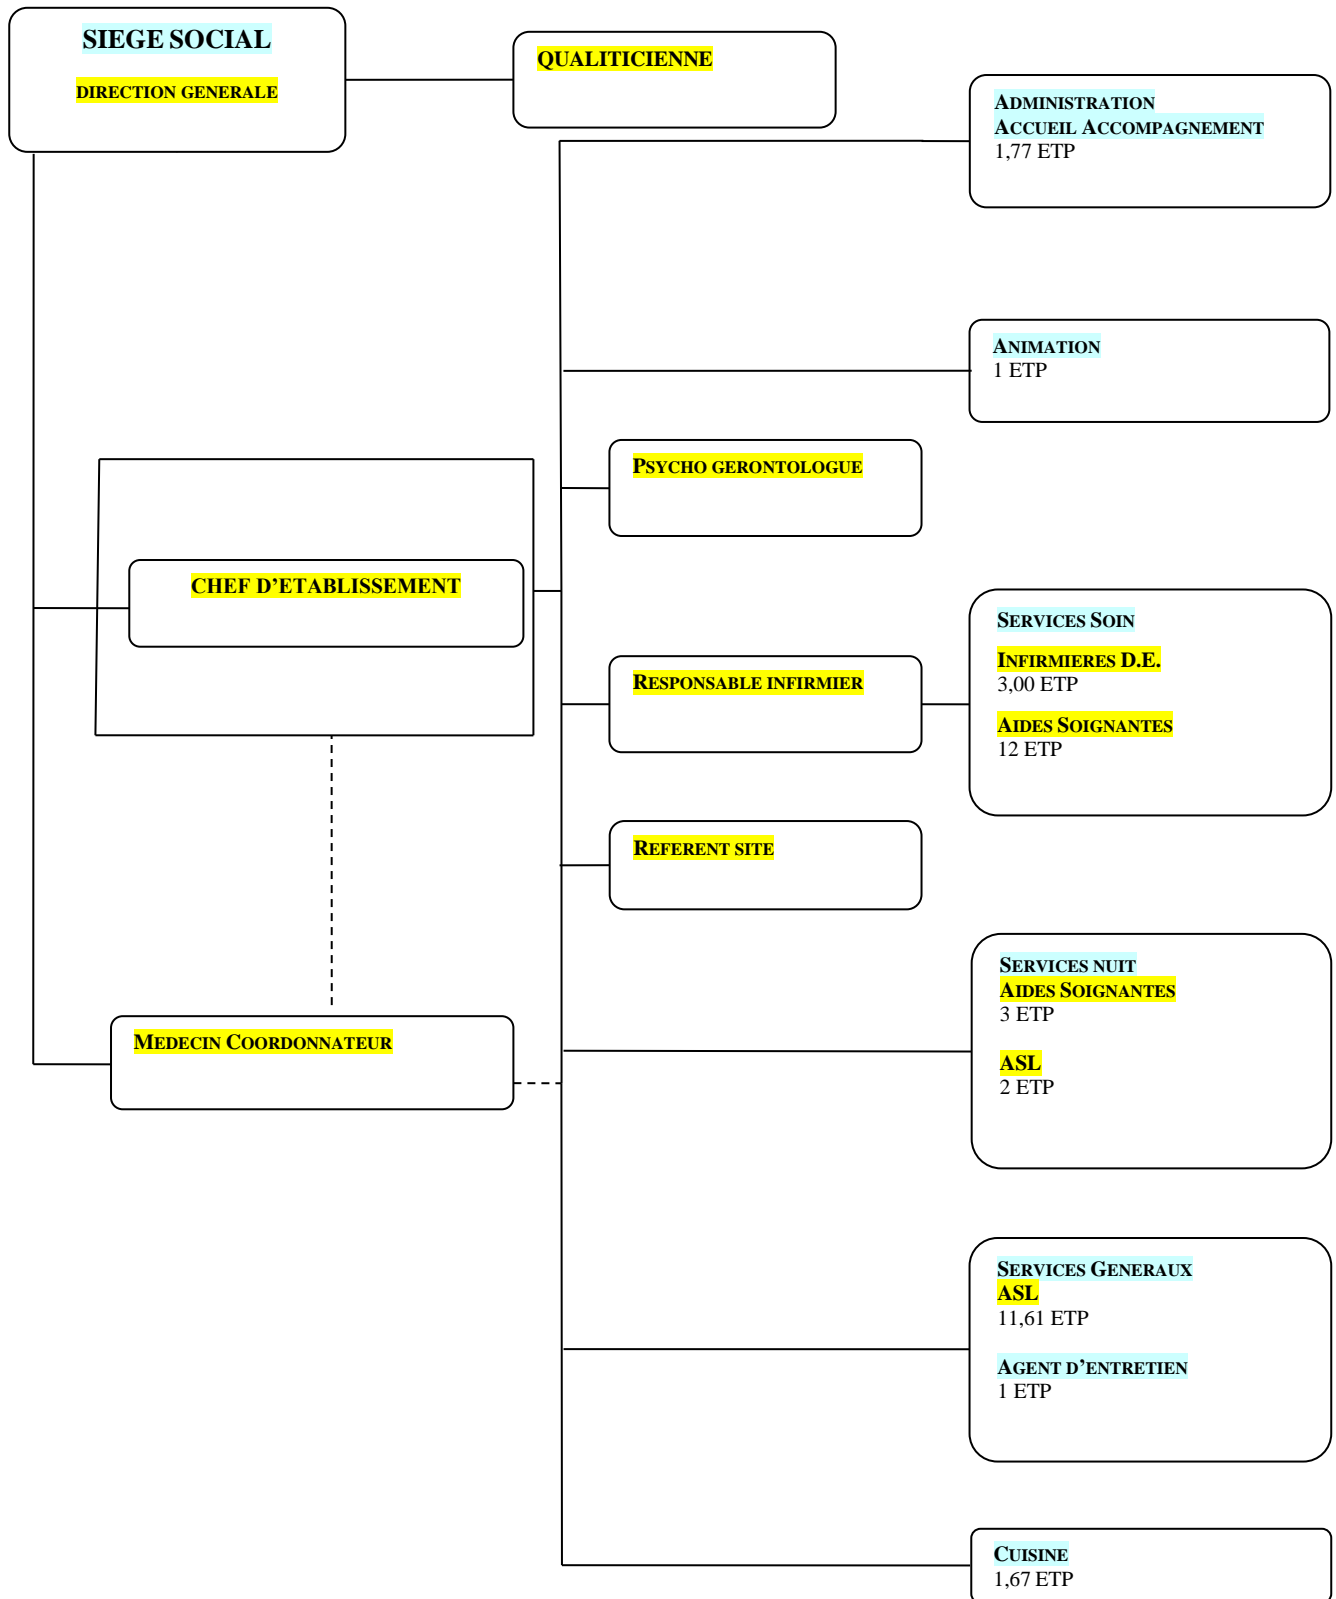 SIEGE SOCIAL
DIRECTION GENERALE
QUALITICIENNE
ADMINISTRATION
ACCUEIL ACCOMPAGNEMENT
1,77 ETP
ANIMATION
1 ETP
PSYCHO GERONTOLOGUE
CHEF D’ETABLISSEMENT
RESPONSABLE INFIRMIER
SERVICES SOIN
INFIRMIERES D.E.
3,00 ETP
AIDES SOIGNANTES
12 ETP
RÉFERENT SITE
SERVICES NUIT
AIDES SOIGNANTES
3 ETP
ASL
2 ETP
MEDECIN COORDONNATEUR
SERVICES GENERAUX
ASL
11,61 ETP
AGENT D’ENTRETIEN
1 ETP
CUISINE
1,67 ETP